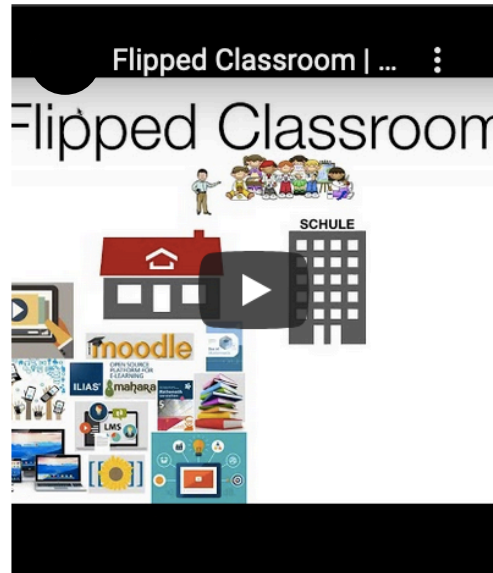 Flipped Classroom | ...
Flipped Classroom
SCHULE
moodle
OPEN SOURCE
PLATFORM FOR
E-LEARNING
ILIAS
mahara
LMS